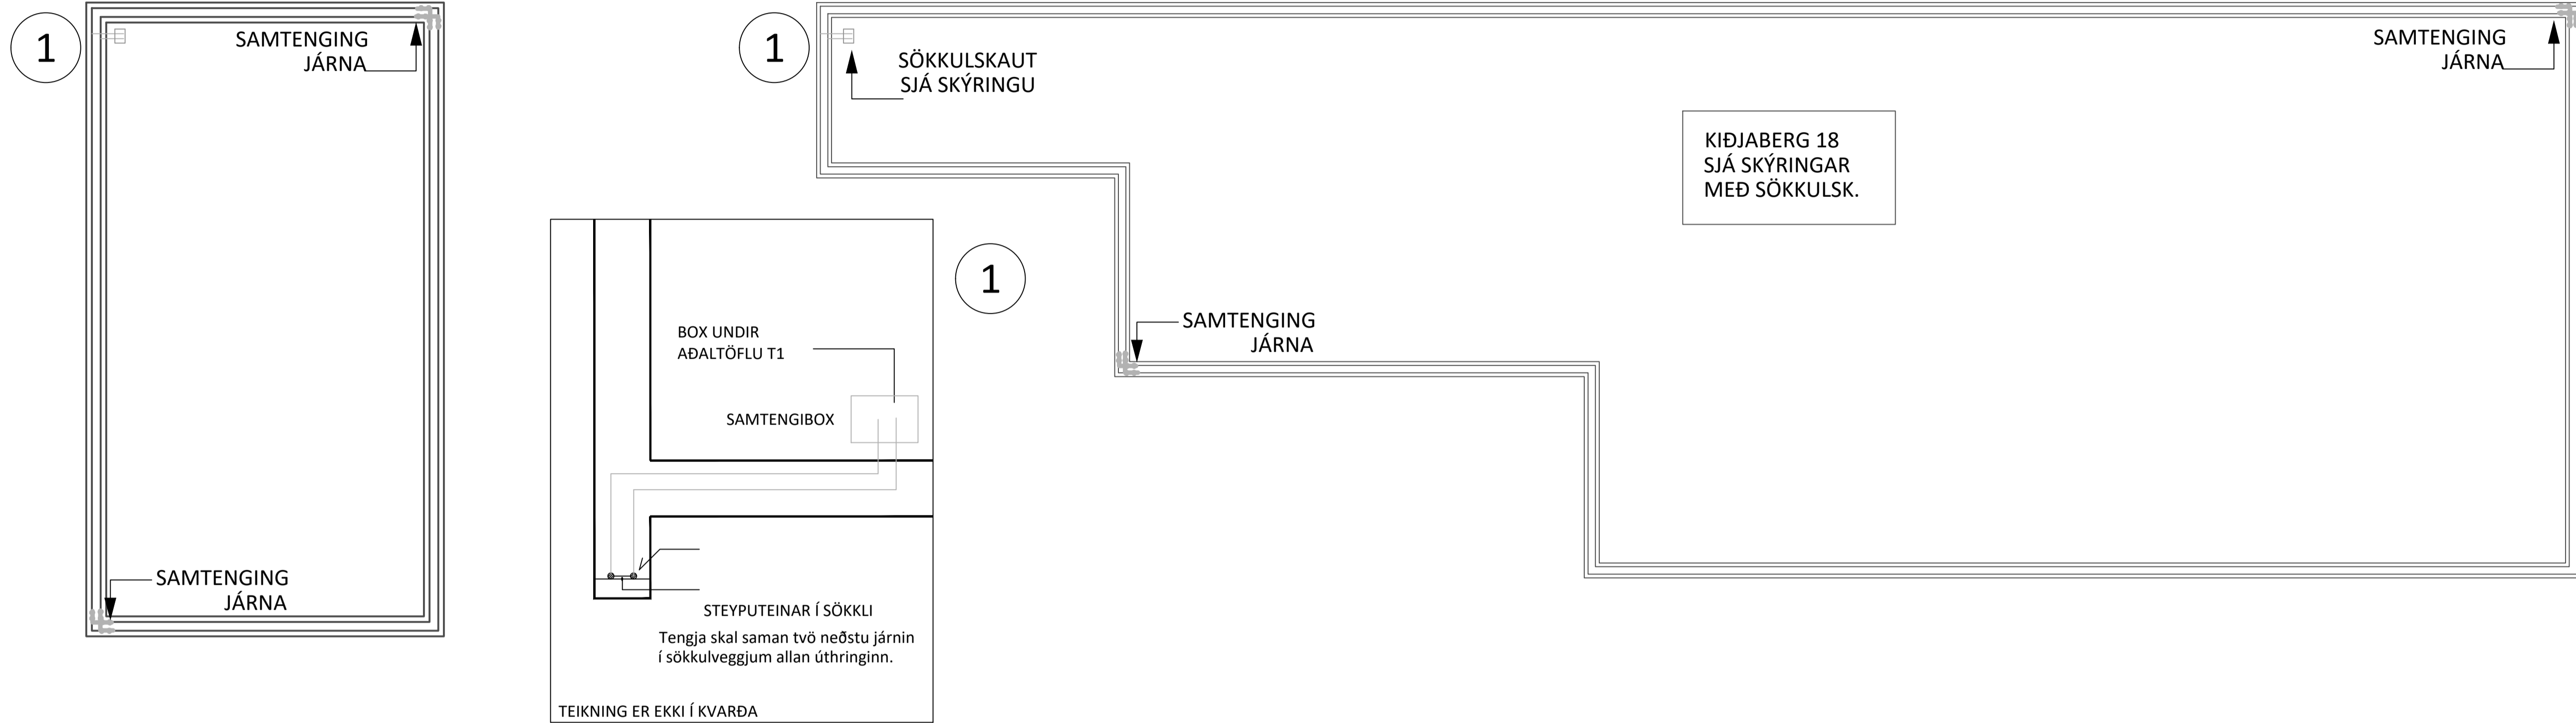 1
SAMTENGING
JÁRNA
SAMTENGING
JÁRNA
1
SÖKKULSKAUT
SJÁ SKÝRINGU
SAMTENGING
JÁRNA
KIÐJABERG 18
SJÁ SKÝRINGAR
MEÐ SÖKKULSK.
SAMTENGING
JÁRNA
1
BOX UNDIR
AÐALTÖFLU T1
SAMTENGIBOX
STEYPUTEINAR Í SÖKKLI
Tengja skal saman tvö neðstu járnin
í sökkulveggjum allan úthringinn.
TEIKNING ER EKKI Í KVARÐA